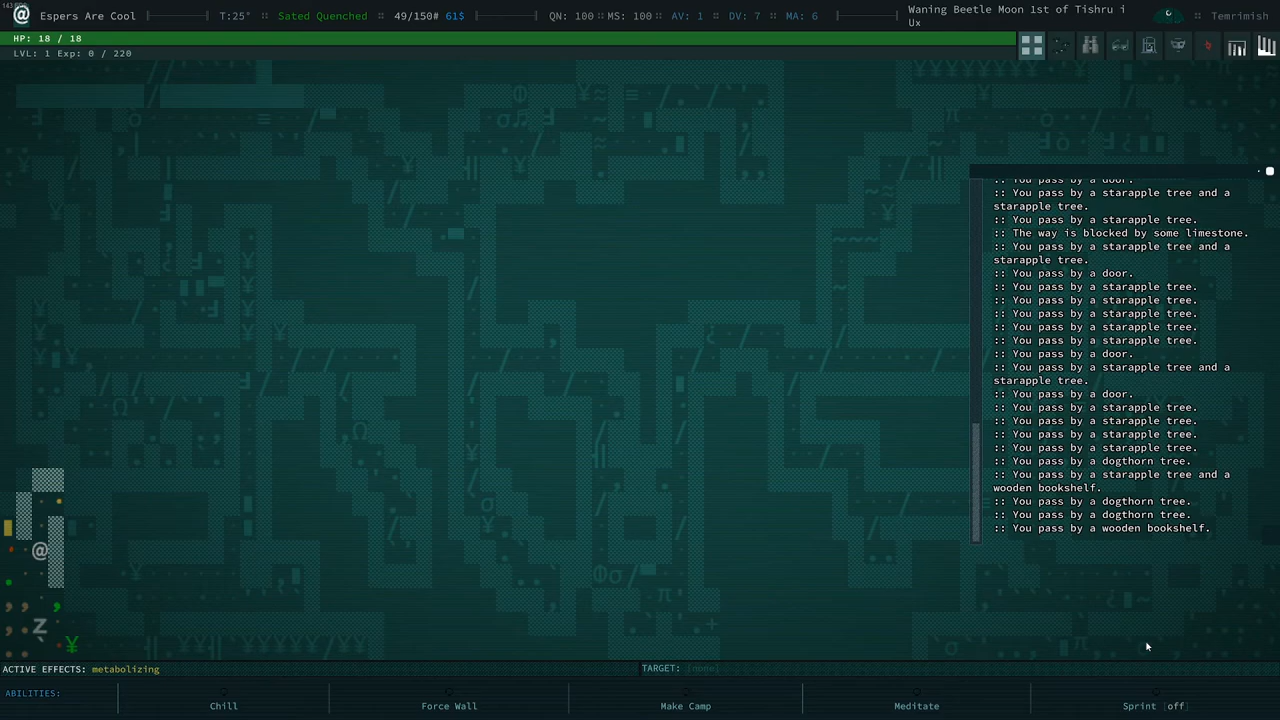 Espers Are Cool T:25° :: Sated Quenched :: 49/150# 61$ QN: 100 :: MS: 100 :: AV: 1 :: DV: 7 :: MA: 6 Waning Beetle Moon 1st of Tishru i
Ux :: Temrimish
HP: 18 / 18
LVL: 1 Exp: 0 / 220
:: You pass by a door.
:: You pass by a starapple tree and a
starapple tree.
:: You pass by a starapple tree.
:: The way is blocked by some limestone.
:: You pass by a starapple tree and a
starapple tree.
:: You pass by a door.
:: You pass by a starapple tree.
:: You pass by a starapple tree.
:: You pass by a starapple tree.
:: You pass by a starapple tree.
:: You pass by a starapple tree.
:: You pass by a door.
:: You pass by a starapple tree and a
starapple tree.
:: You pass by a door.
:: You pass by a starapple tree.
:: You pass by a starapple tree.
:: You pass by a starapple tree.
:: You pass by a starapple tree.
:: You pass by a dogthorn tree.
:: You pass by a starapple tree and a
wooden bookshelf.
:: You pass by a dogthorn tree.
:: You pass by a dogthorn tree.
:: You pass by a wooden bookshelf.
ACTIVE EFFECTS: metabolizing TARGET: [none]
ABILITIES: Chill Force Wall Make Camp Meditate Sprint [off]